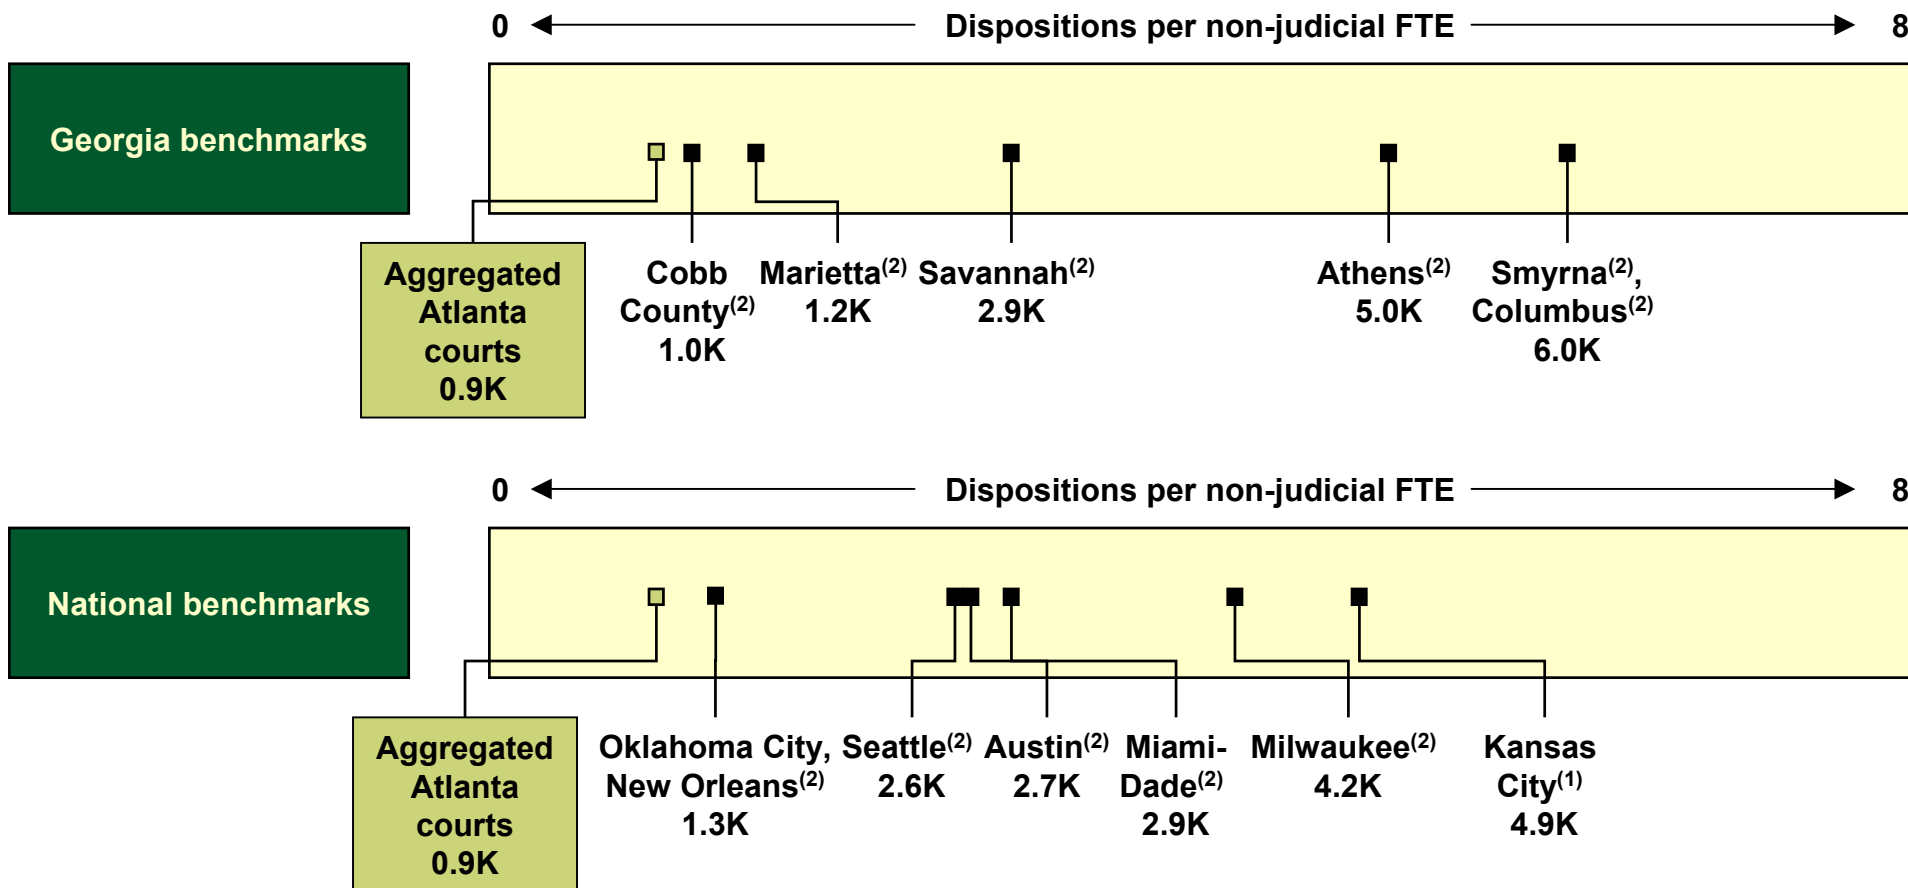 0 Dispositions per non-judicial FTE 8
Georgia benchmarks
Aggregated
Atlanta
courts
0.9K
Cobb
County(2)
1.0K
Marietta(2)
1.2K
Savannah(2)
2.9K
Athens(2)
5.0K
Smyrna(2),
Columbus(2)
6.0K
0 Dispositions per non-judicial FTE 8
National benchmarks
Aggregated
Atlanta
courts
0.9K
Oklahoma City,
New Orleans(2)
1.3K
Seattle(2)
2.6K
Austin(2)
2.7K
Miami-
Dade(2)
2.9K
Milwaukee(2)
4.2K
Kansas
City(1)
4.9K